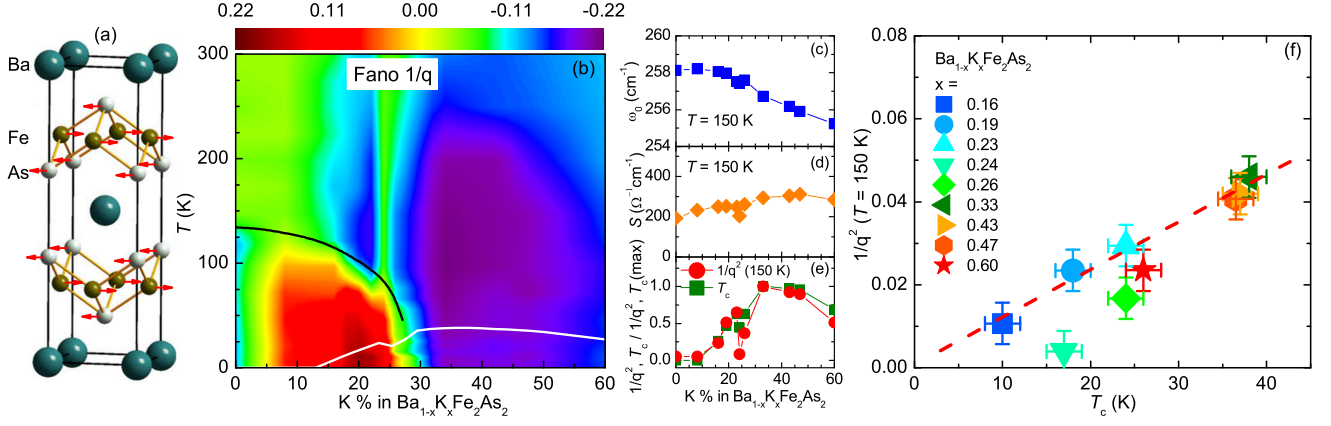 (a)
Ba
Fe
As
0.22 0.11 0.00 -0.11 -0.22
Fano 1/q
(b)
T (K)
300
250
200
150
100
50
0
0 10 20 30 40 50 60
K % in Ba1-xKxFe2As2
(c)
ω0 (cm-1)
260
258
256
254
T = 150 K
(d)
S (Ω-1cm-1)
400
200
0
T = 150 K
(e)
1/q2, Tc / 1/q2, Tc(max)
1.0
0.5
0.0
1/q2 (150 K)
Tc
0 20 40 60
K % in Ba1-xKxFe2As2
(f)
1/q2 (T = 150 K)
0.08
0.06
0.04
0.02
0.00
Ba1-xKxFe2As2
x =
0.16
0.19
0.23
0.24
0.26
0.33
0.43
0.47
0.60
0 10 20 30 40
Tc (K)